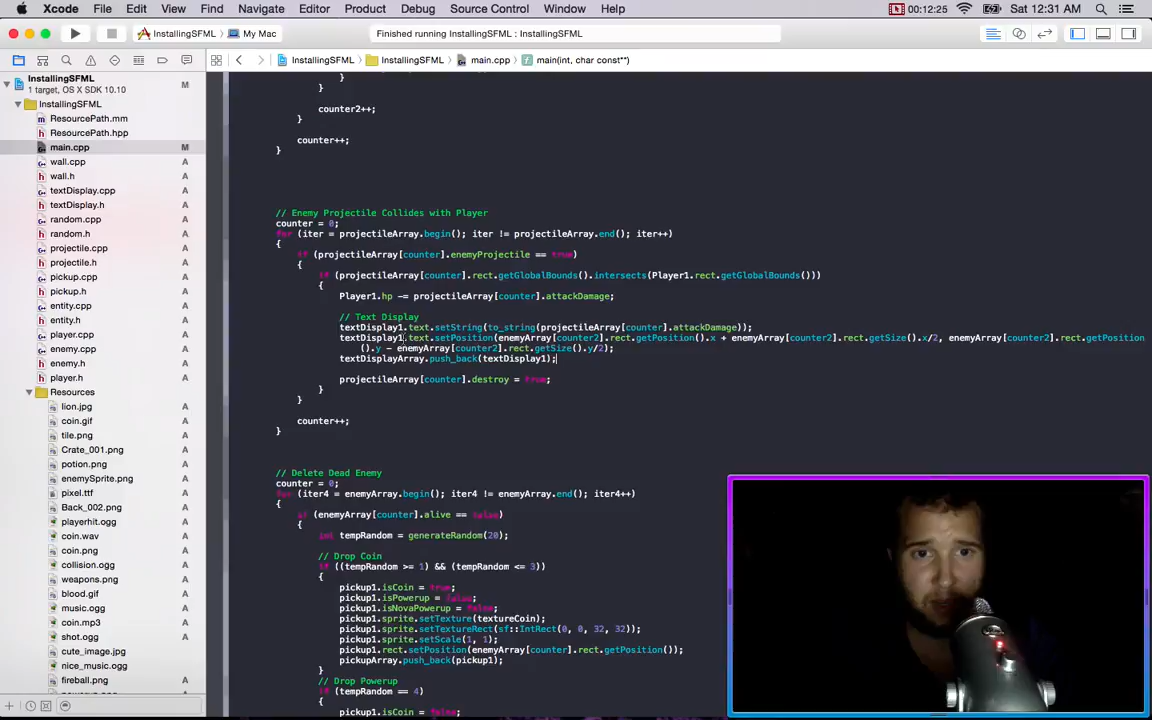 Xcode File Edit View Find Navigate Editor Product Debug Source Control Window Help 00:12:25 Sat 12:31 AM
InstallingSFML My Mac Finished running InstallingSFML : InstallingSFML
InstallingSFML InstallingSFML main.cpp main(int, char const**)
InstallingSFML M
1 target, OS X SDK 10.10
InstallingSFML
ResourcePath.mm A
ResourcePath.hpp A
main.cpp M
wall.cpp A
wall.h A
textDisplay.cpp A
textDisplay.h A
random.cpp A
random.h A
projectile.cpp A
projectile.h A
pickup.cpp A
pickup.h A
entity.cpp A
entity.h A
player.cpp A
enemy.cpp A
enemy.h A
player.h A
Resources
lion.jpg A
coin.gif A
tile.png A
Crate_001.png A
potion.png A
enemySprite.png A
pixel.ttf A
Back_002.png A
playerhit.ogg A
coin.wav A
coin.png A
collision.ogg A
weapons.png A
blood.gif A
music.ogg A
coin.mp3 A
shot.ogg A
cute_image.jpg A
nice_music.ogg A
fireball.png A
}
}
counter2++;
}
counter++;
}
// Enemy Projectile Collides with Player
counter = 0;
for (iter = projectileArray.begin(); iter != projectileArray.end(); iter++)
{
if (projectileArray[counter].enemyProjectile == true)
{
if (projectileArray[counter].rect.getGlobalBounds().intersects(Player1.rect.getGlobalBounds()))
{
Player1.hp -= projectileArray[counter].attackDamage;
// Text Display
textDisplay1.text.setString(to_string(projectileArray[counter].attackDamage));
textDisplay1.text.setPosition(enemyArray[counter2].rect.getPosition().x + enemyArray[counter2].rect.getSize().x/2, enemyArray[counter2].rect.getPosition
().y - enemyArray[counter2].rect.getSize().y/2);
textDisplayArray.push_back(textDisplay1);
projectileArray[counter].destroy = true;
}
}
counter++;
}
// Delete Dead Enemy
counter = 0;
for (iter4 = enemyArray.begin(); iter4 != enemyArray.end(); iter4++)
{
if (enemyArray[counter].alive == false)
{
int tempRandom = generateRandom(20);
// Drop Coin
if ((tempRandom >= 1) && (tempRandom <= 3))
{
pickup1.isCoin = true;
pickup1.isPowerup = false;
pickup1.isNovaPowerup = false;
pickup1.sprite.setTexture(textureCoin);
pickup1.sprite.setTextureRect(sf::IntRect(0, 0, 32, 32));
pickup1.sprite.setScale(1, 1);
pickup1.rect.setPosition(enemyArray[counter].rect.getPosition());
pickupArray.push_back(pickup1);
}
// Drop Powerup
if (tempRandom == 4)
{
pickup1.isCoin = false;